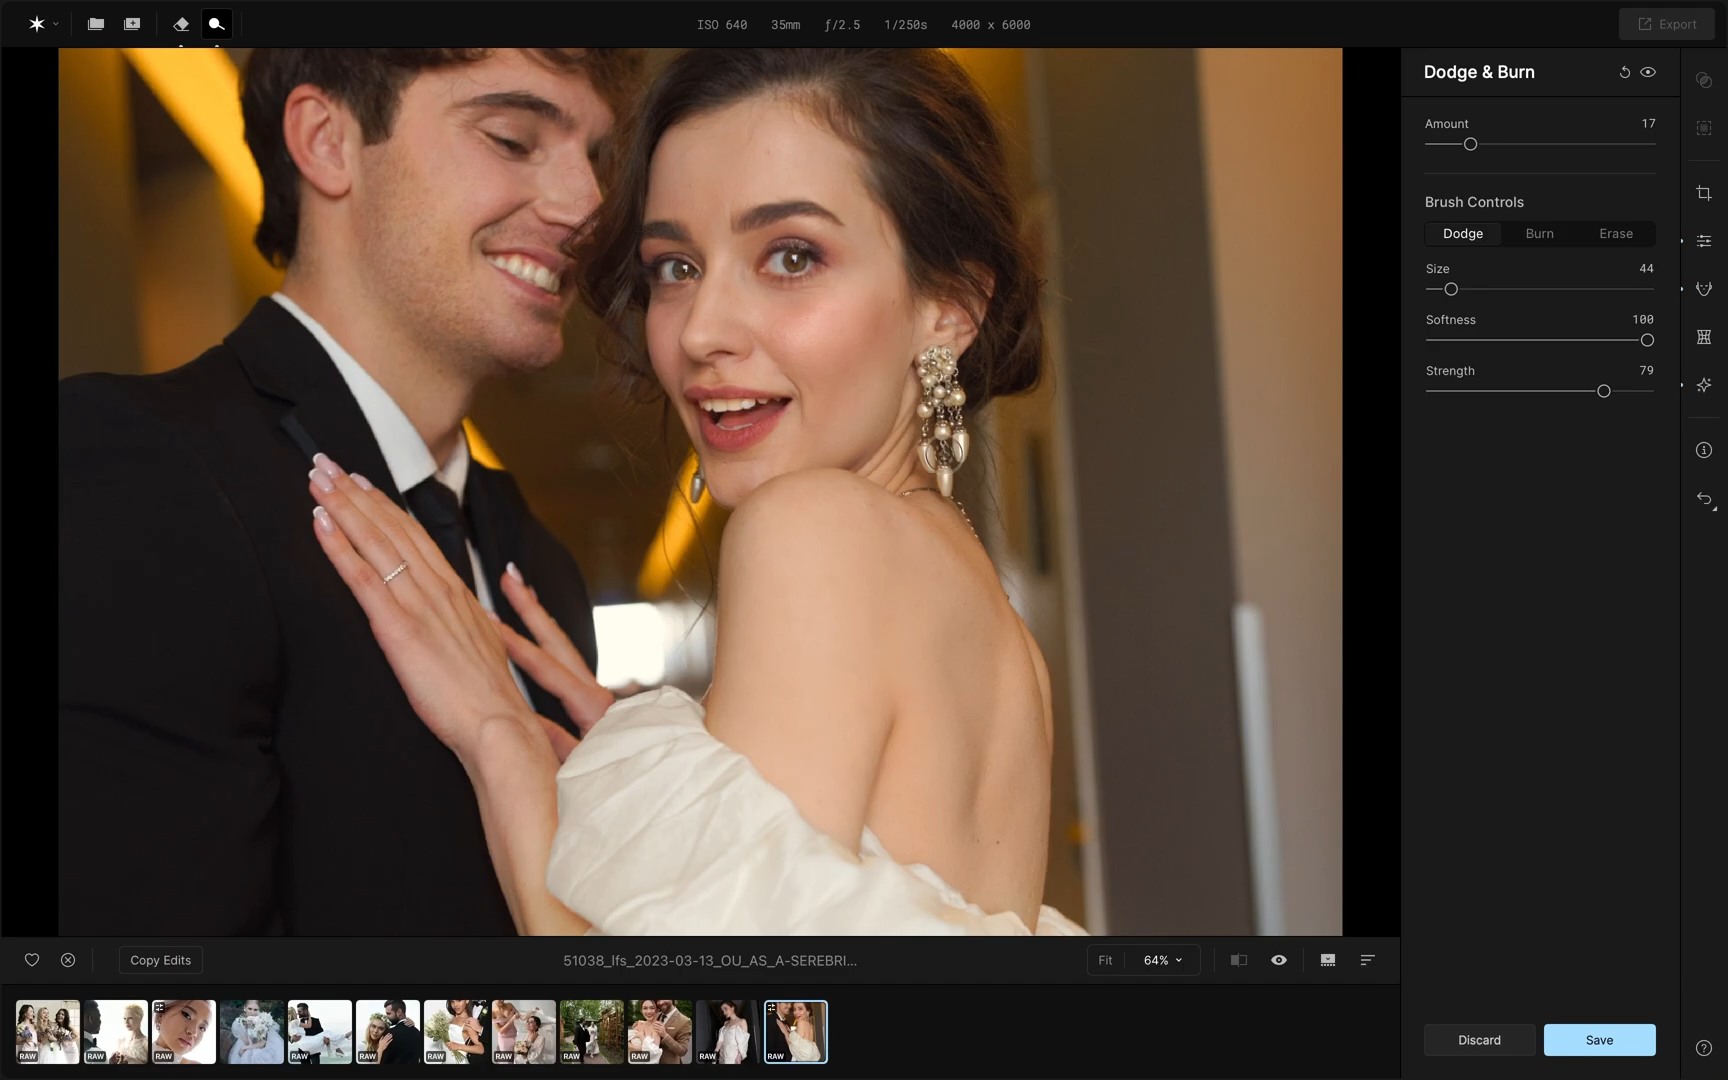 ISO 640 35mm ƒ/2.5 1/250s 4000 x 6000
Export
Dodge & Burn
Amount 17
Brush Controls
Dodge Burn Erase
Size 44
Softness 100
Strength 79
Copy Edits
51038_lfs_2023-03-13_OU_AS_A-SEREBRI...
Fit 64%
RAW RAW RAW RAW RAW RAW RAW RAW RAW RAW RAW
Discard Save